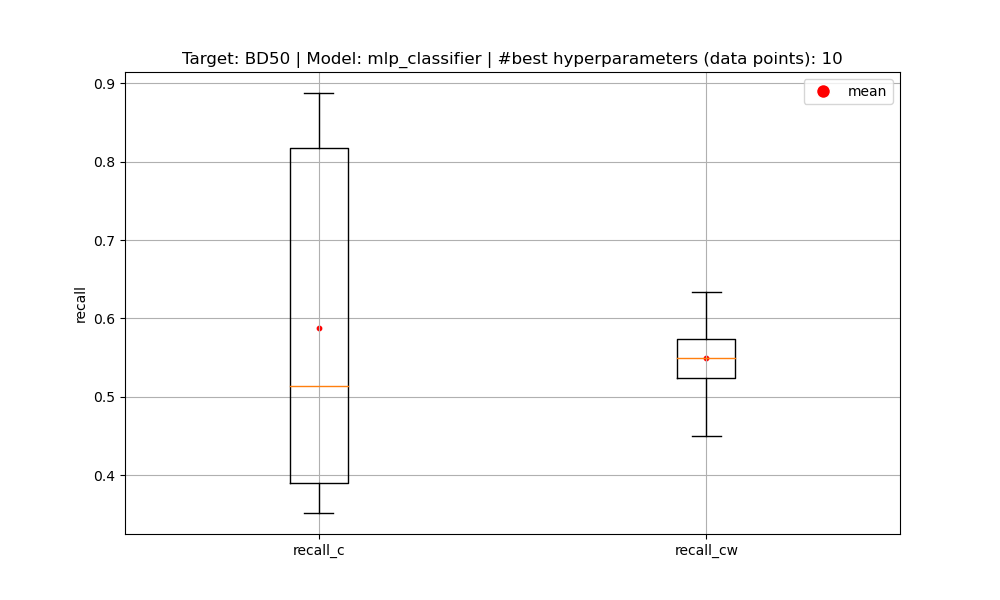 Target: BD50 | Model: mlp_classifier | #best hyperparameters (data points): 10
mean
0.9
0.8
0.7
0.6
0.5
0.4
recall
recall_c
recall_cw